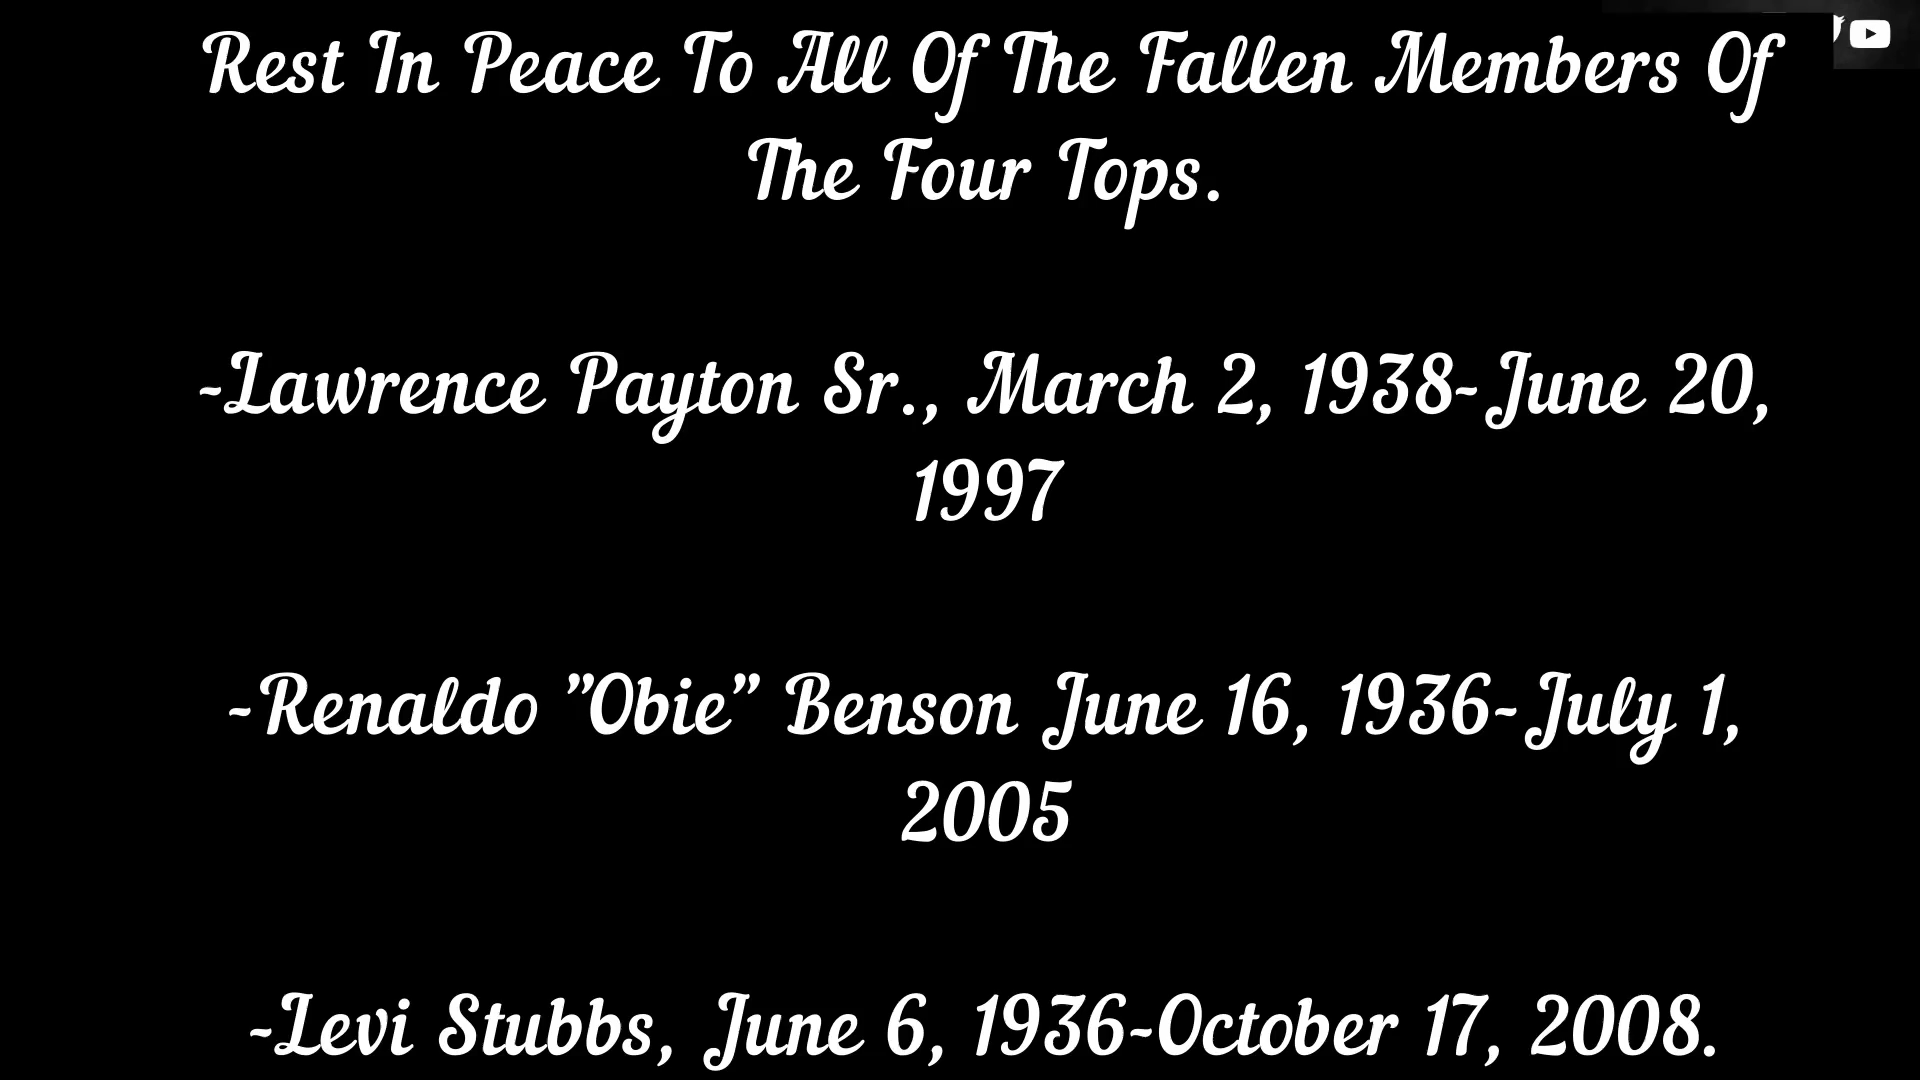 Rest In Peace To All Of The Fallen Members Of
The Four Tops.
-Lawrence Payton Sr., March 2, 1938-June 20,
1997
-Renaldo "Obie" Benson June 16, 1936-July 1,
2005
-Levi Stubbs, June 6, 1936-October 17, 2008.